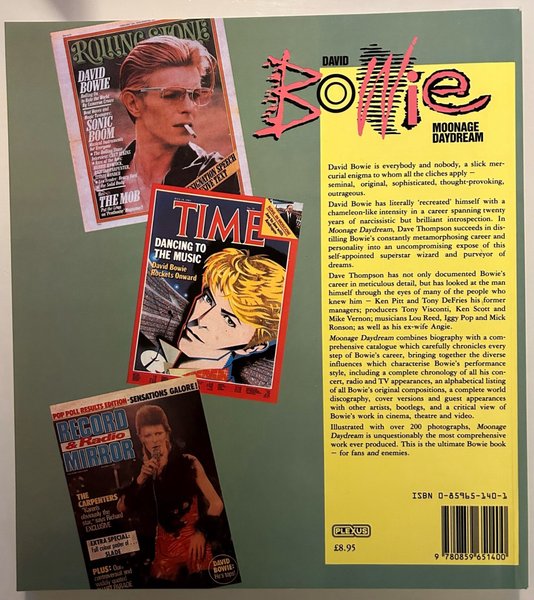 ROLLING STONE
DAVID
BOWIE
SONIC
BOOM
THE MOB
TIME
DANCING TO
THE MUSIC
David Bowie
Rockets Onward
POP POLL RESULTS EDITION - SENSATIONS GALORE!
RECORD
& Radio
MIRROR
THE
CARPENTERS
EXCLUSIVE
EXTRA SPECIAL:
Full colour poster of...
SLADE
PLUS:
DAVID
BOWIE:
DAVID
BoWie
MOONAGE
DAYDREAM
David Bowie is everybody and nobody, a slick mer-
curial enigma to whom all the cliches apply –
seminal, original, sophisticated, thought-provoking,
outrageous.
David Bowie has literally 'recreated' himself with a
chameleon-like intensity in a career spanning twenty
years of narcissistic but brilliant introspection. In
Moonage Daydream, Dave Thompson succeeds in dis-
tilling Bowie's constantly metamorphosing career and
personality into an uncompromising expose of this
self-appointed superstar wizard and purveyor of
dreams.
Dave Thompson has not only documented Bowie's
career in meticulous detail, but has looked at the man
himself through the eyes of many of the people who
knew him – Ken Pitt and Tony DeFries his former
managers; producers Tony Visconti, Ken Scott and
Mike Vernon; musicians Lou Reed, Iggy Pop and Mick
Ronson; as well as his ex-wife Angie.
Moonage Daydream combines biography with a com-
prehensive catalogue which carefully chronicles every
step of Bowie's career, bringing together the diverse
influences which characterise Bowie's performance
style, including a complete chronology of all his con-
cert, radio and TV appearances, an alphabetical listing
of all Bowie's original compositions, a complete world
discography, cover versions and guest appearances
with other artists, bootlegs, and a critical view of
Bowie's work in cinema, theatre and video.
Illustrated with over 200 photographs, Moonage
Daydream is unquestionably the most comprehensive
work ever produced. This is the ultimate Bowie book
– for fans and enemies.
ISBN 0-85965-140-1
PLEXUS
£8.95
9 780859 651400